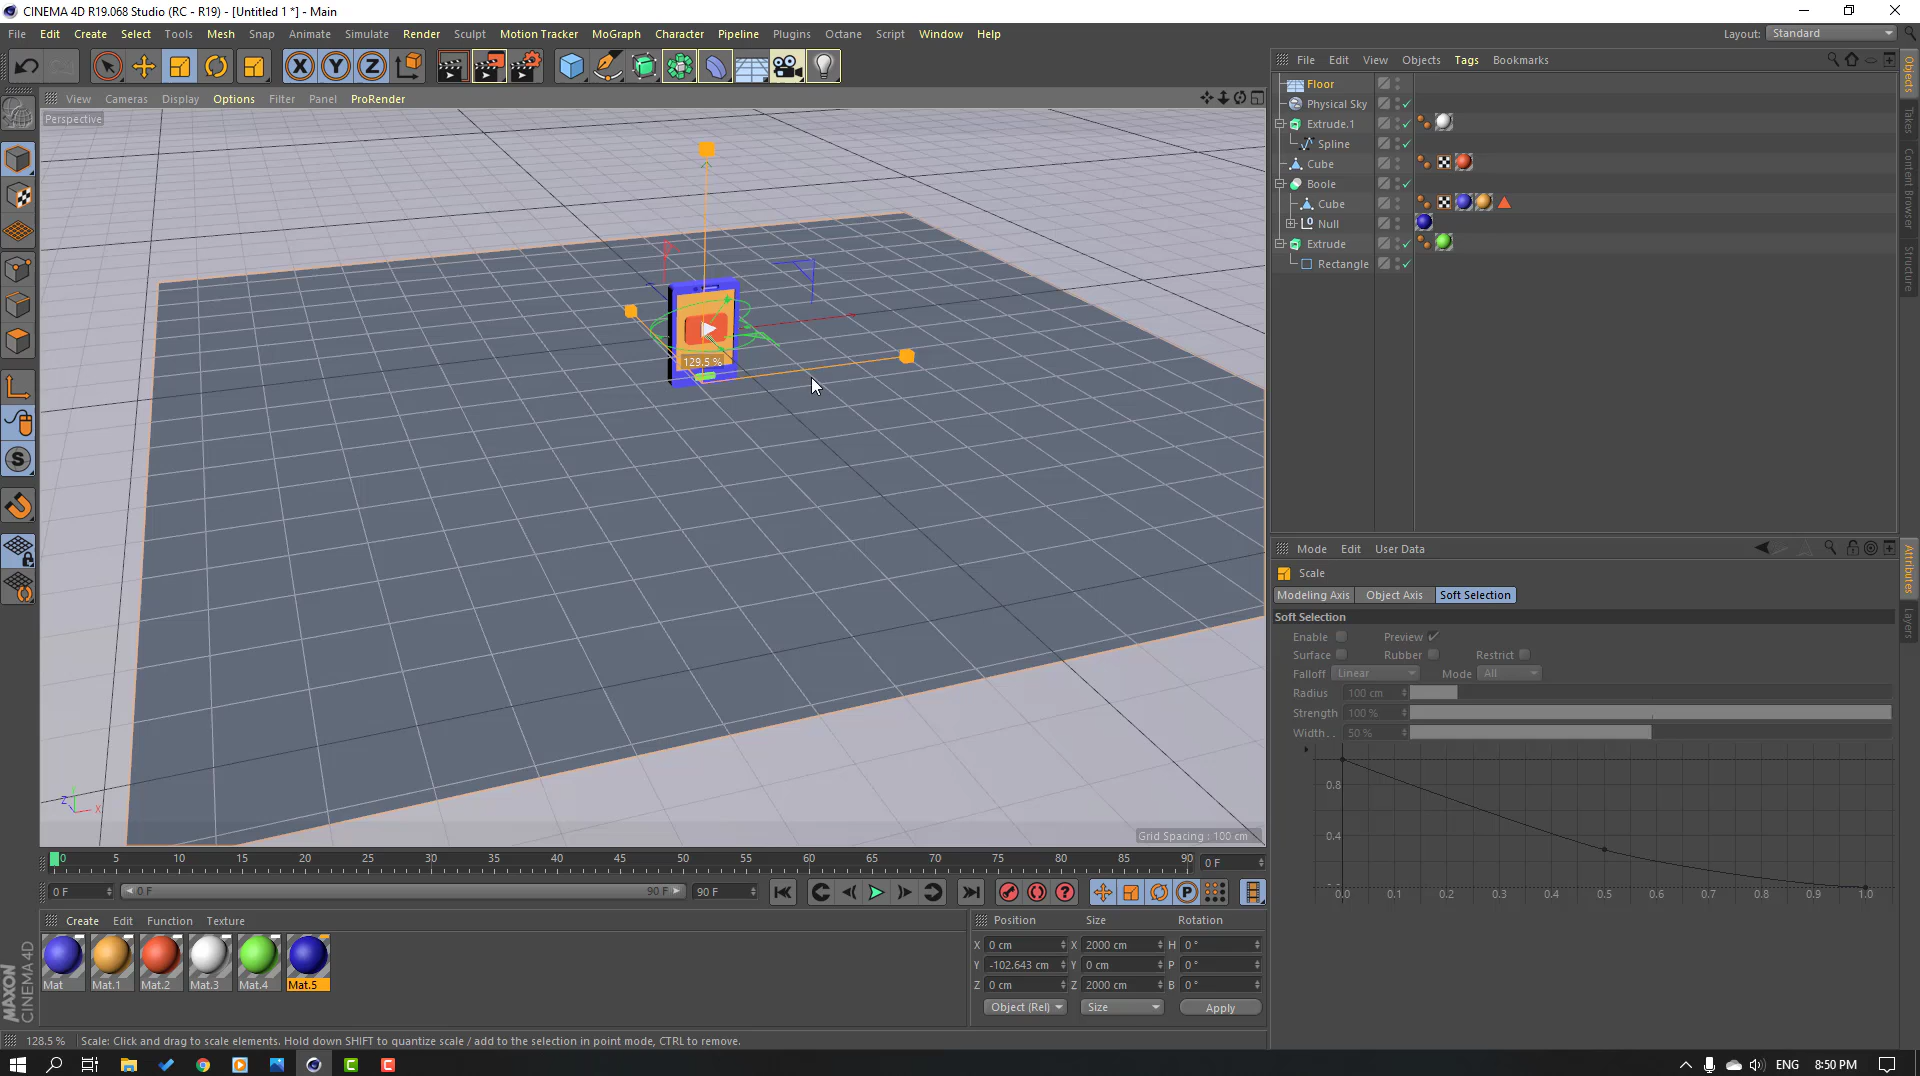 CINEMA 4D R19.068 Studio (RC - R19) - [Untitled 1 *] - Main
File Edit Create Select Tools Mesh Snap Animate Simulate Render Sculpt Motion Tracker MoGraph Character Pipeline Plugins Octane Script Window Help
Layout: Standard
X Y Z
File Edit View Objects Tags Bookmarks
View Cameras Display Options Filter Panel ProRender
Perspective
Floor
Physical Sky
Extrude.1
Spline
Cube
Boole
Cube
Null
Extrude
Rectangle
Objects
Takes
Content Browser
Structure
129.5 %
Grid Spacing : 100 cm
Mode Edit User Data
Scale
Modeling Axis Object Axis Soft Selection
Soft Selection
Enable Preview
Surface Rubber Restrict
Falloff Linear Mode All
Radius 100 cm
Strength 100 %
Width.. 50 %
0.8
0.4
0.0 0.1 0.2 0.3 0.4 0.5 0.6 0.7 0.8 0.9 1.0
Attributes
Layers
0 5 10 15 20 25 30 35 40 45 50 55 60 65 70 75 80 85 90 0 F
0 F 0 F 90 F 90 F
Create Edit Function Texture
Mat Mat.1 Mat.2 Mat.3 Mat.4 Mat.5
Position Size Rotation
X 0 cm X 2000 cm H 0 °
Y -102.643 cm Y 0 cm P 0 °
Z 0 cm Z 2000 cm B 0 °
Object (Rel) Size Apply
MAXON CINEMA 4D
128.5 % Scale: Click and drag to scale elements. Hold down SHIFT to quantize scale / add to the selection in point mode, CTRL to remove.
ENG 8:50 PM